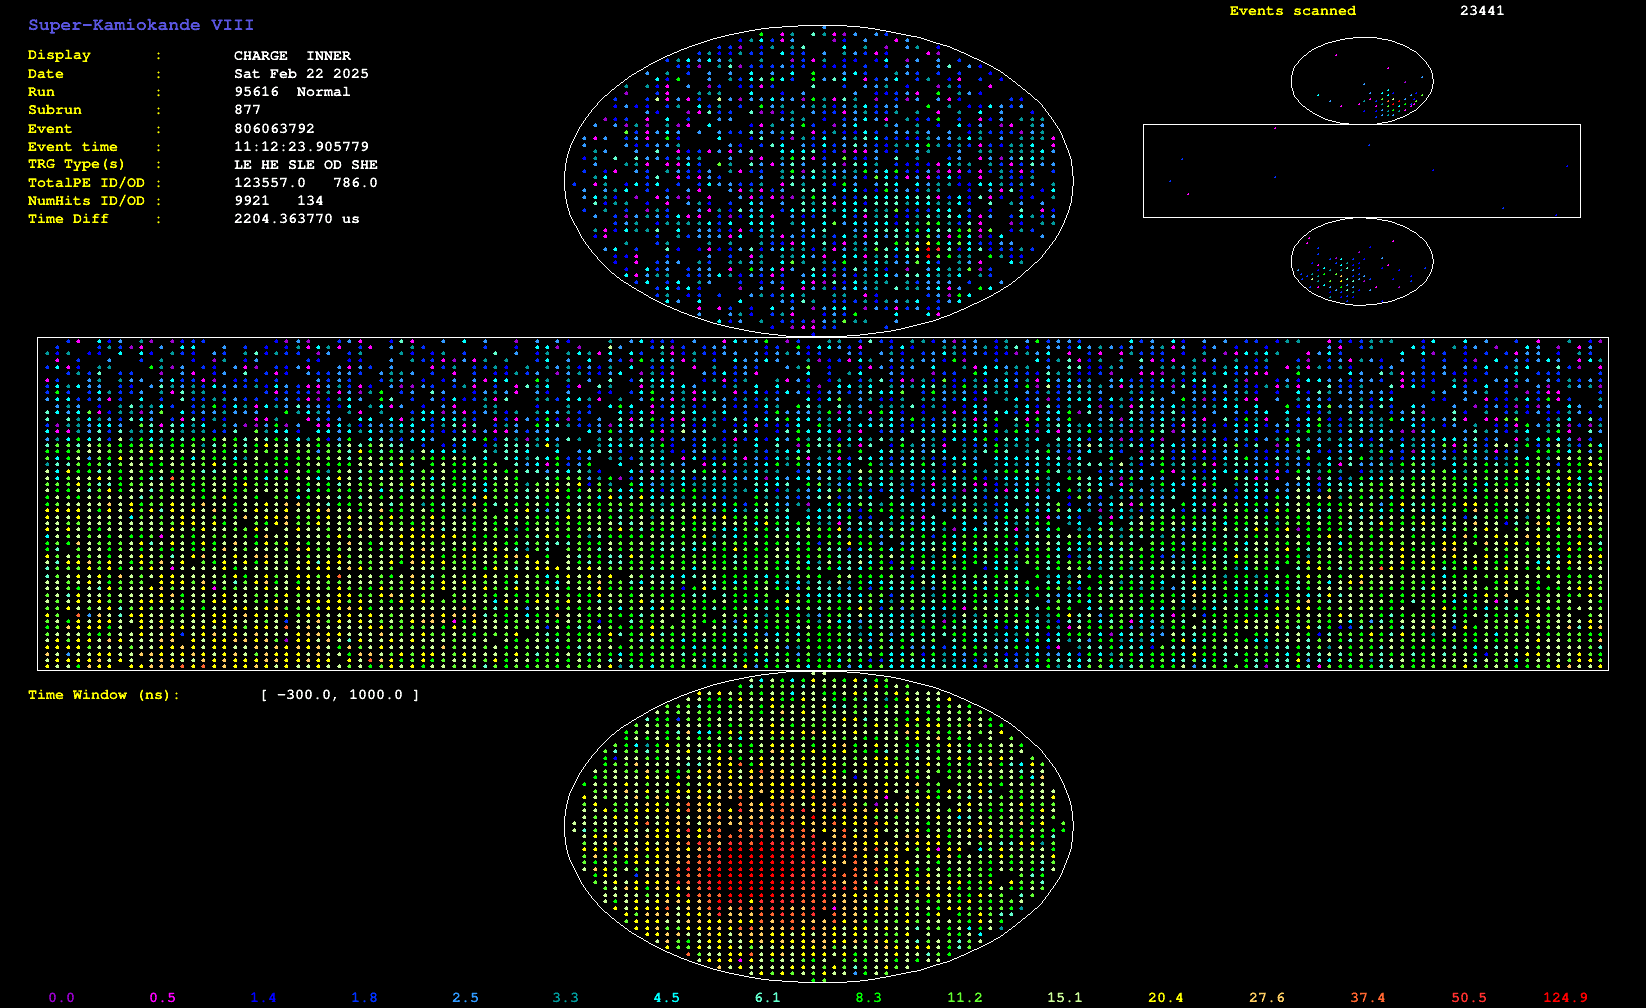 Super-Kamiokande VIII
Events scanned 23441
Display : CHARGE INNER
Date : Sat Feb 22 2025
Run : 95616 Normal
Subrun : 877
Event : 806063792
Event time : 11:12:23.905779
TRG Type(s) : LE HE SLE OD SHE
TotalPE ID/OD : 123557.0 786.0
NumHits ID/OD : 9921 134
Time Diff : 2204.363770 us
Time Window (ns): [ -300.0, 1000.0 ]
0.0 0.5 1.4 1.8 2.5 3.3 4.5 6.1 8.3 11.2 15.1 20.4 27.6 37.4 50.5 124.9